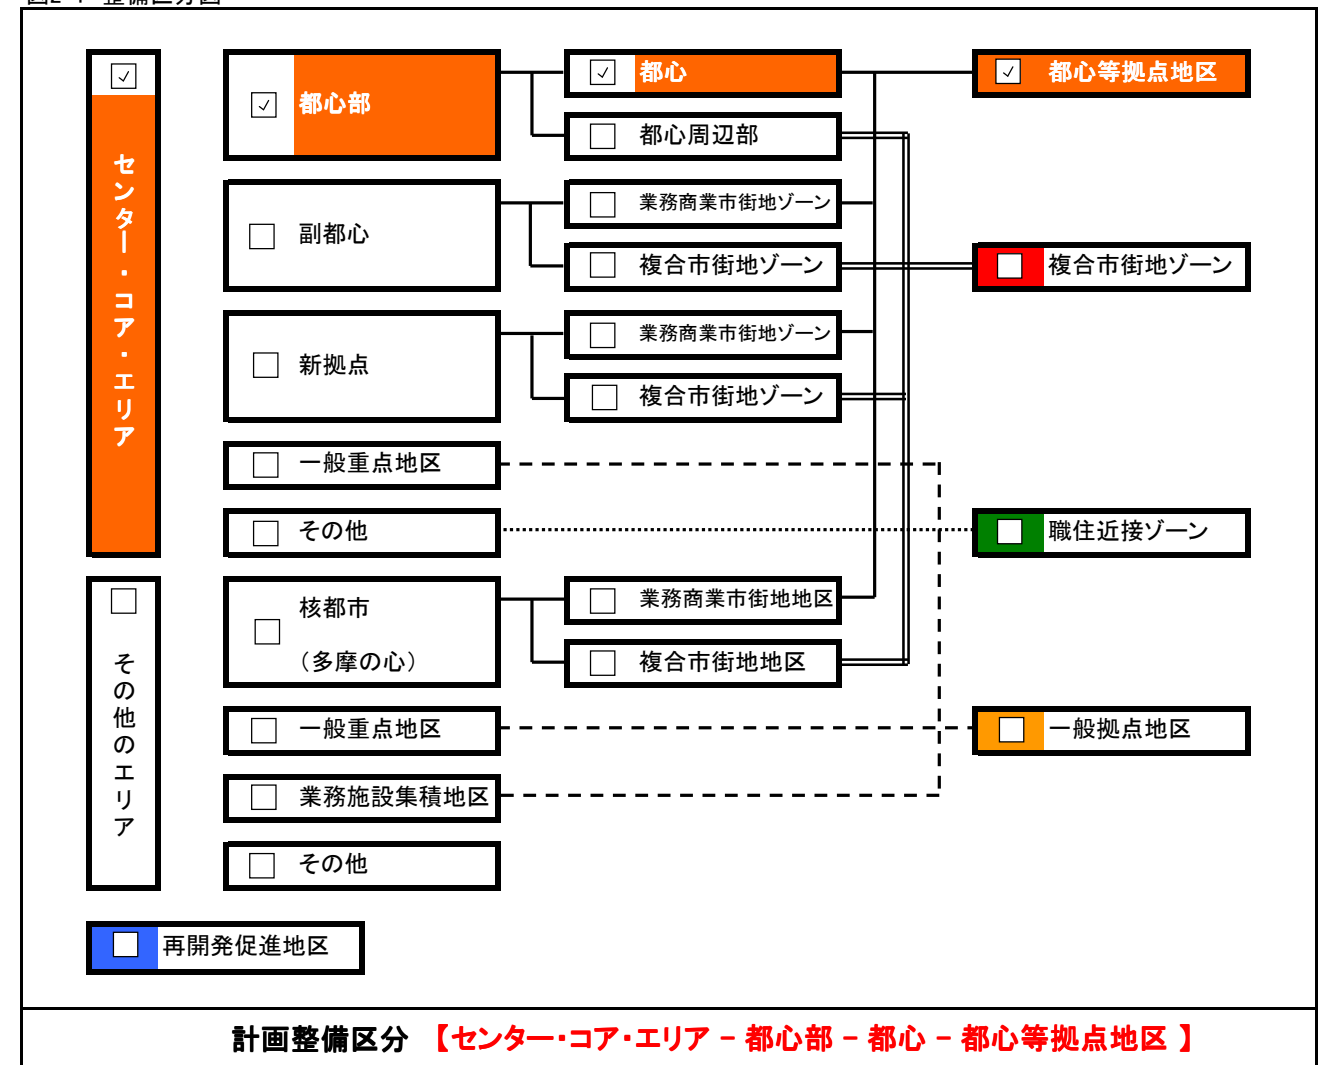 センター・コア・エリア
都心部
都心
都心等拠点地区
都心周辺部
副都心
業務商業市街地ゾーン
複合市街地ゾーン
複合市街地ゾーン
新拠点
業務商業市街地ゾーン
複合市街地ゾーン
一般重点地区
その他
職住近接ゾーン
その他のエリア
核都市
（多摩の心）
業務商業市街地地区
複合市街地地区
一般重点地区
一般拠点地区
業務施設集積地区
その他
再開発促進地区
計画整備区分 【センター・コア・エリア － 都心部 － 都心 － 都心等拠点地区 】